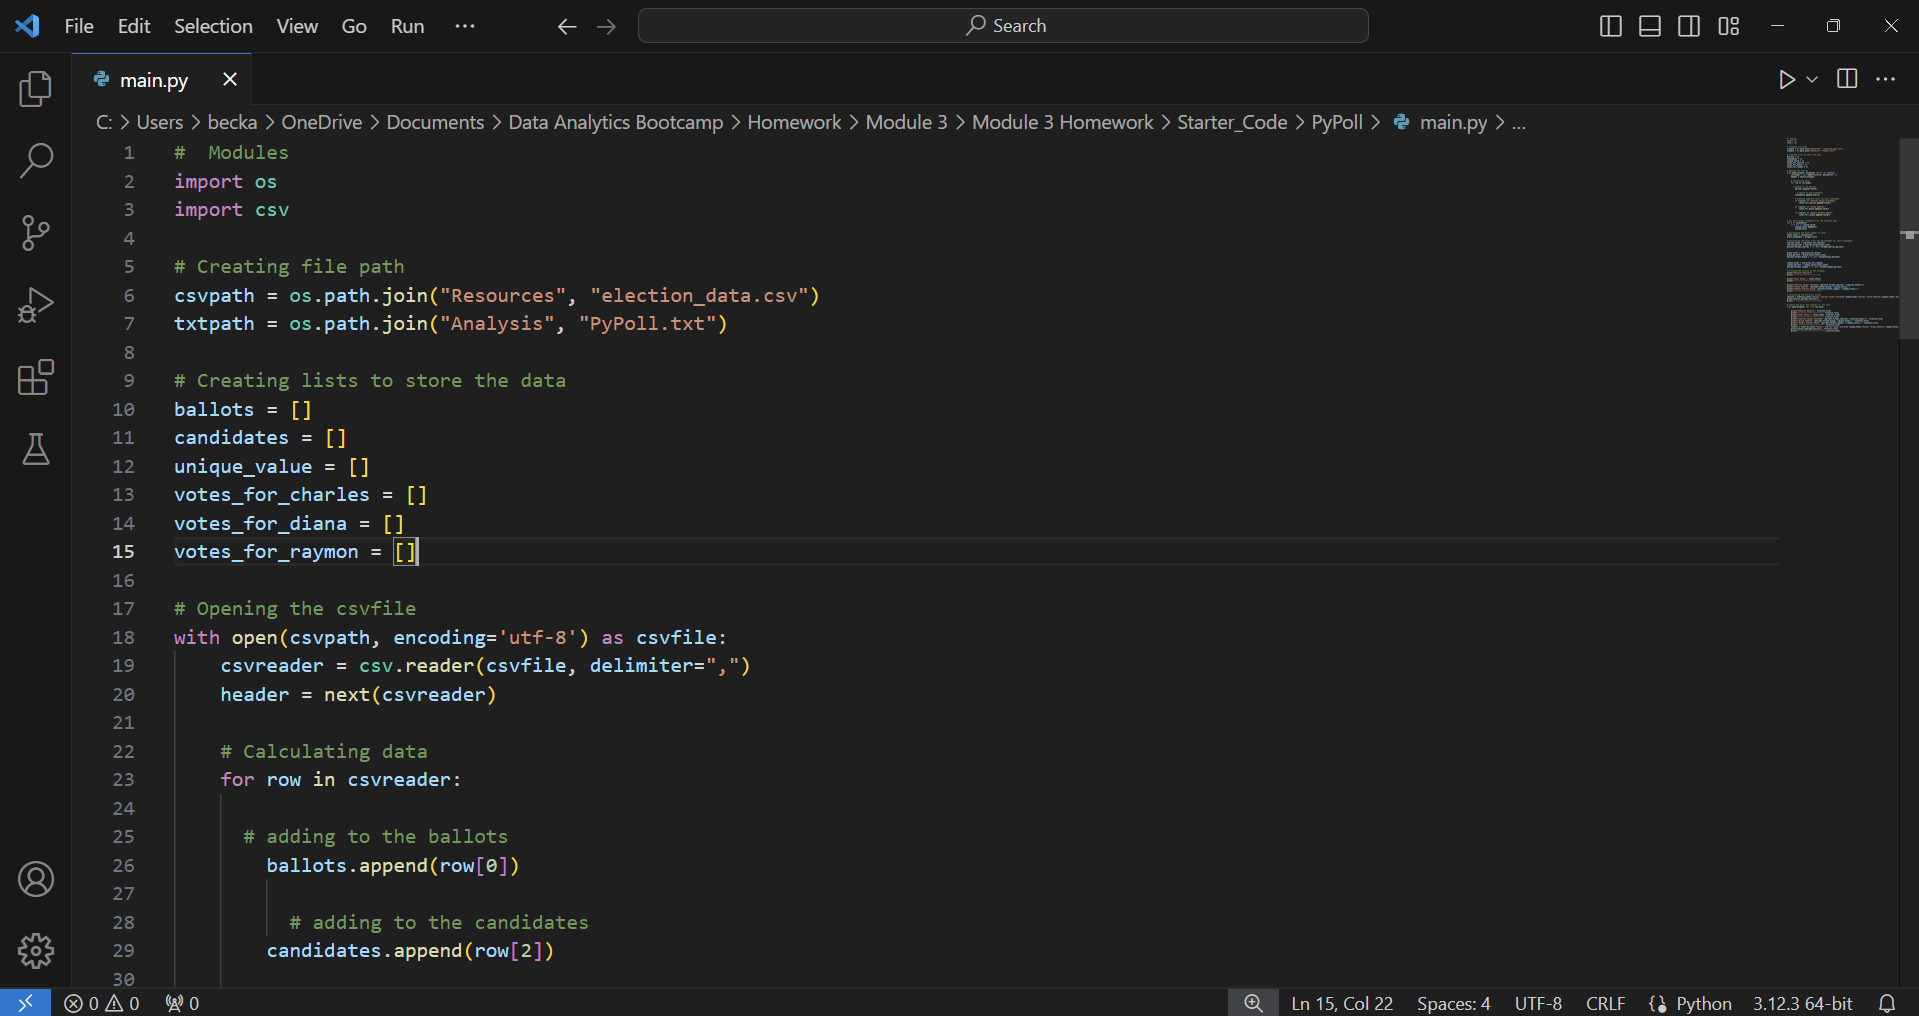 File Edit Selection View Go Run ··· Search
main.py
C: > Users > becka > OneDrive > Documents > Data Analytics Bootcamp > Homework > Module 3 > Module 3 Homework > Starter_Code > PyPoll > main.py > ...
1 #  Modules
2 import os
3 import csv
4
5 # Creating file path
6 csvpath = os.path.join("Resources", "election_data.csv")
7 txtpath = os.path.join("Analysis", "PyPoll.txt")
8
9 # Creating lists to store the data
10 ballots = []
11 candidates = []
12 unique_value = []
13 votes_for_charles = []
14 votes_for_diana = []
15 votes_for_raymon = []
16
17 # Opening the csvfile
18 with open(csvpath, encoding='utf-8') as csvfile:
19     csvreader = csv.reader(csvfile, delimiter=",")
20     header = next(csvreader)
21
22     # Calculating data
23     for row in csvreader:
24
25       # adding to the ballots
26         ballots.append(row[0])
27
28           # adding to the candidates
29         candidates.append(row[2])
30
0 0 0 Ln 15, Col 22 Spaces: 4 UTF-8 CRLF Python 3.12.3 64-bit